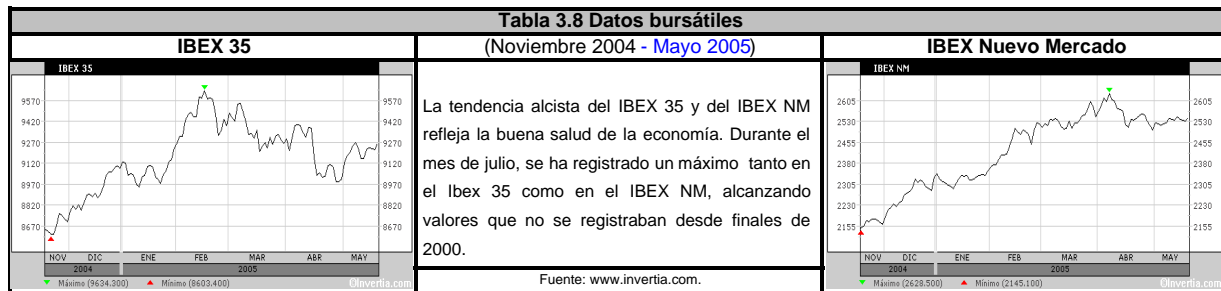 Tabla 3.8 Datos bursátiles
IBEX 35
(Noviembre 2004 - Mayo 2005)
IBEX Nuevo Mercado
IBEX 35
9570
9420
9270
9120
8970
8820
8670
9570
9420
9270
9120
8970
8820
8670
NOV DIC ENE FEB MAR ABR MAY
2004 2005
Máximo (9634.300) Mínimo (8603.400) ©Invertia.com
La tendencia alcista del IBEX 35 y del IBEX NM
refleja la buena salud de la economía. Durante el
mes de julio, se ha registrado un máximo tanto en
el Ibex 35 como en el IBEX NM, alcanzando
valores que no se registraban desde finales de
2000.
Fuente: www.invertia.com.
IBEX NM
2605
2530
2455
2380
2305
2230
2155
2605
2530
2455
2380
2305
2230
2155
NOV DIC ENE FEB MAR ABR MAY
2004 2005
Máximo (2628.500) Mínimo (2145.100) ©Invertia.com